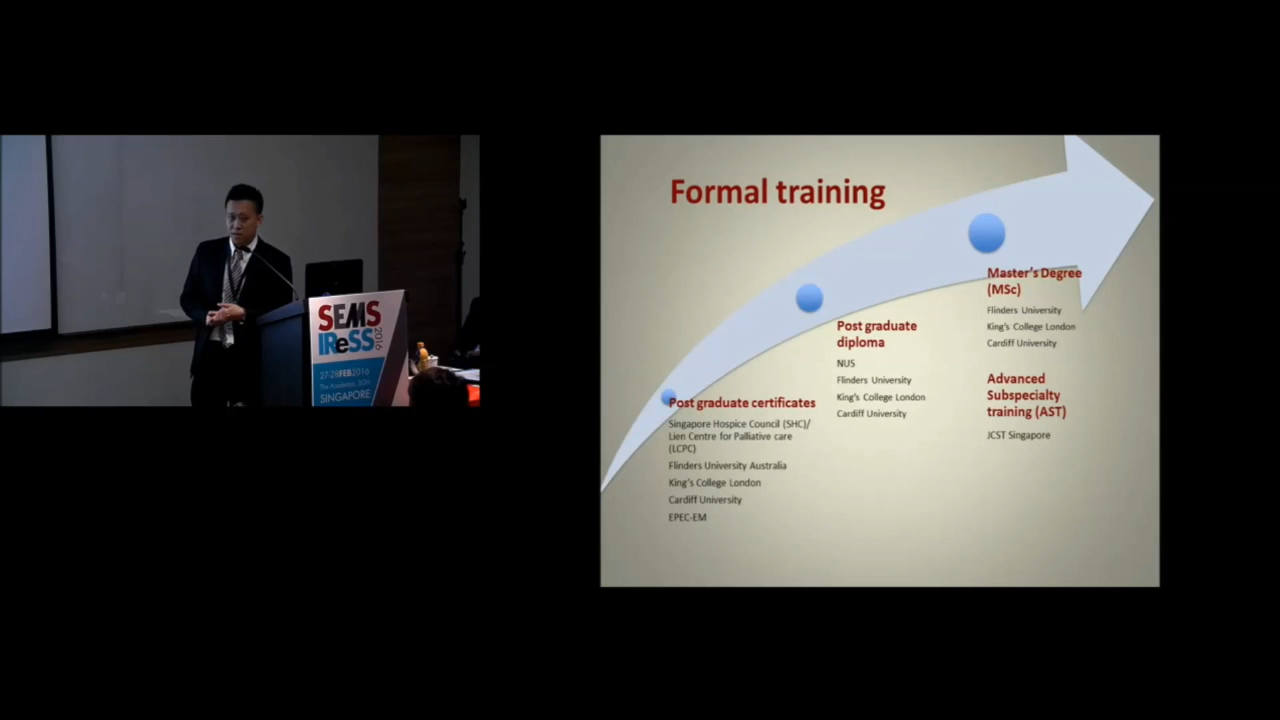 SEMS
IReSS
2016
27-28FEB2016
The Academia, SGH
SINGAPORE
Formal training
Post graduate certificates
Singapore Hospice Council (SHC)/
Lien Centre for Palliative care
(LCPC)
Flinders University Australia
King's College London
Cardiff University
EPEC-EM
Post graduate
diploma
NUS
Flinders University
King's College London
Cardiff University
Master's Degree
(MSc)
Flinders University
King's College London
Cardiff University
Advanced
Subspecialty
training (AST)
JCST Singapore